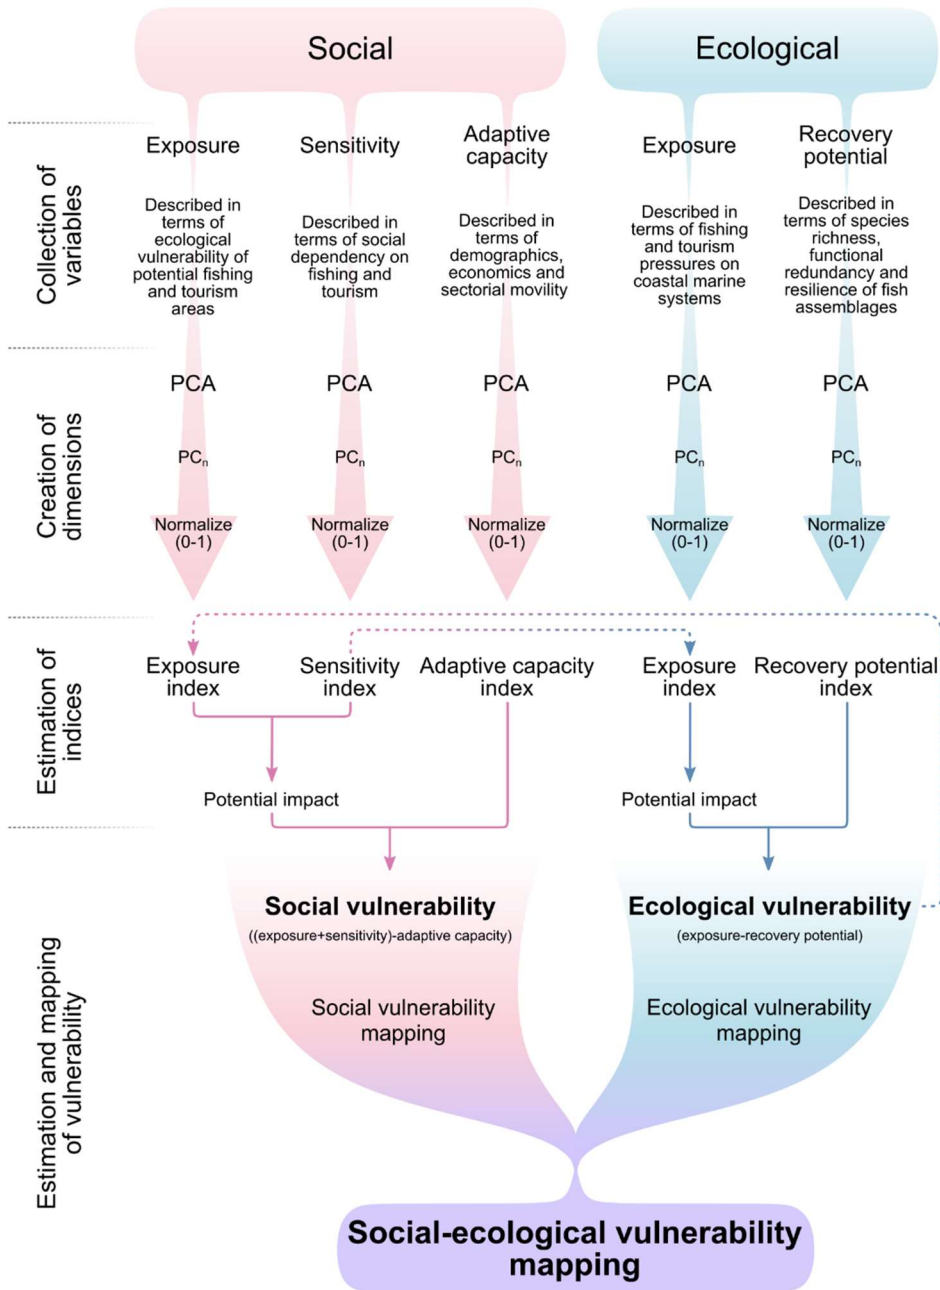 Social
Ecological
Collection of
variables
Exposure
Described in
terms of
ecological
vulnerability of
potential fishing
and tourism
areas
Sensitivity
Described in
terms of social
dependency on
fishing and
tourism
Adaptive
capacity
Described in
terms of
demographics,
economics and
sectorial movility
Exposure
Described in
terms of fishing
and tourism
pressures on
coastal marine
systems
Recovery
potential
Described in
terms of species
richness,
functional
redundancy and
resilience of fish
assemblages
Creation of
dimensions
PCA
PCn
Normalize
(0-1)
PCA
PCn
Normalize
(0-1)
PCA
PCn
Normalize
(0-1)
PCA
PCn
Normalize
(0-1)
PCA
PCn
Normalize
(0-1)
Estimation of
indices
Exposure
index
Sensitivity
index
Adaptive capacity
index
Exposure
index
Recovery potential
index
Potential impact
Potential impact
Estimation and mapping
of vulnerability
Social vulnerability
((exposure+sensitivity)-adaptive capacity)
Social vulnerability
mapping
Ecological vulnerability
(exposure-recovery potential)
Ecological vulnerability
mapping
Social-ecological vulnerability
mapping